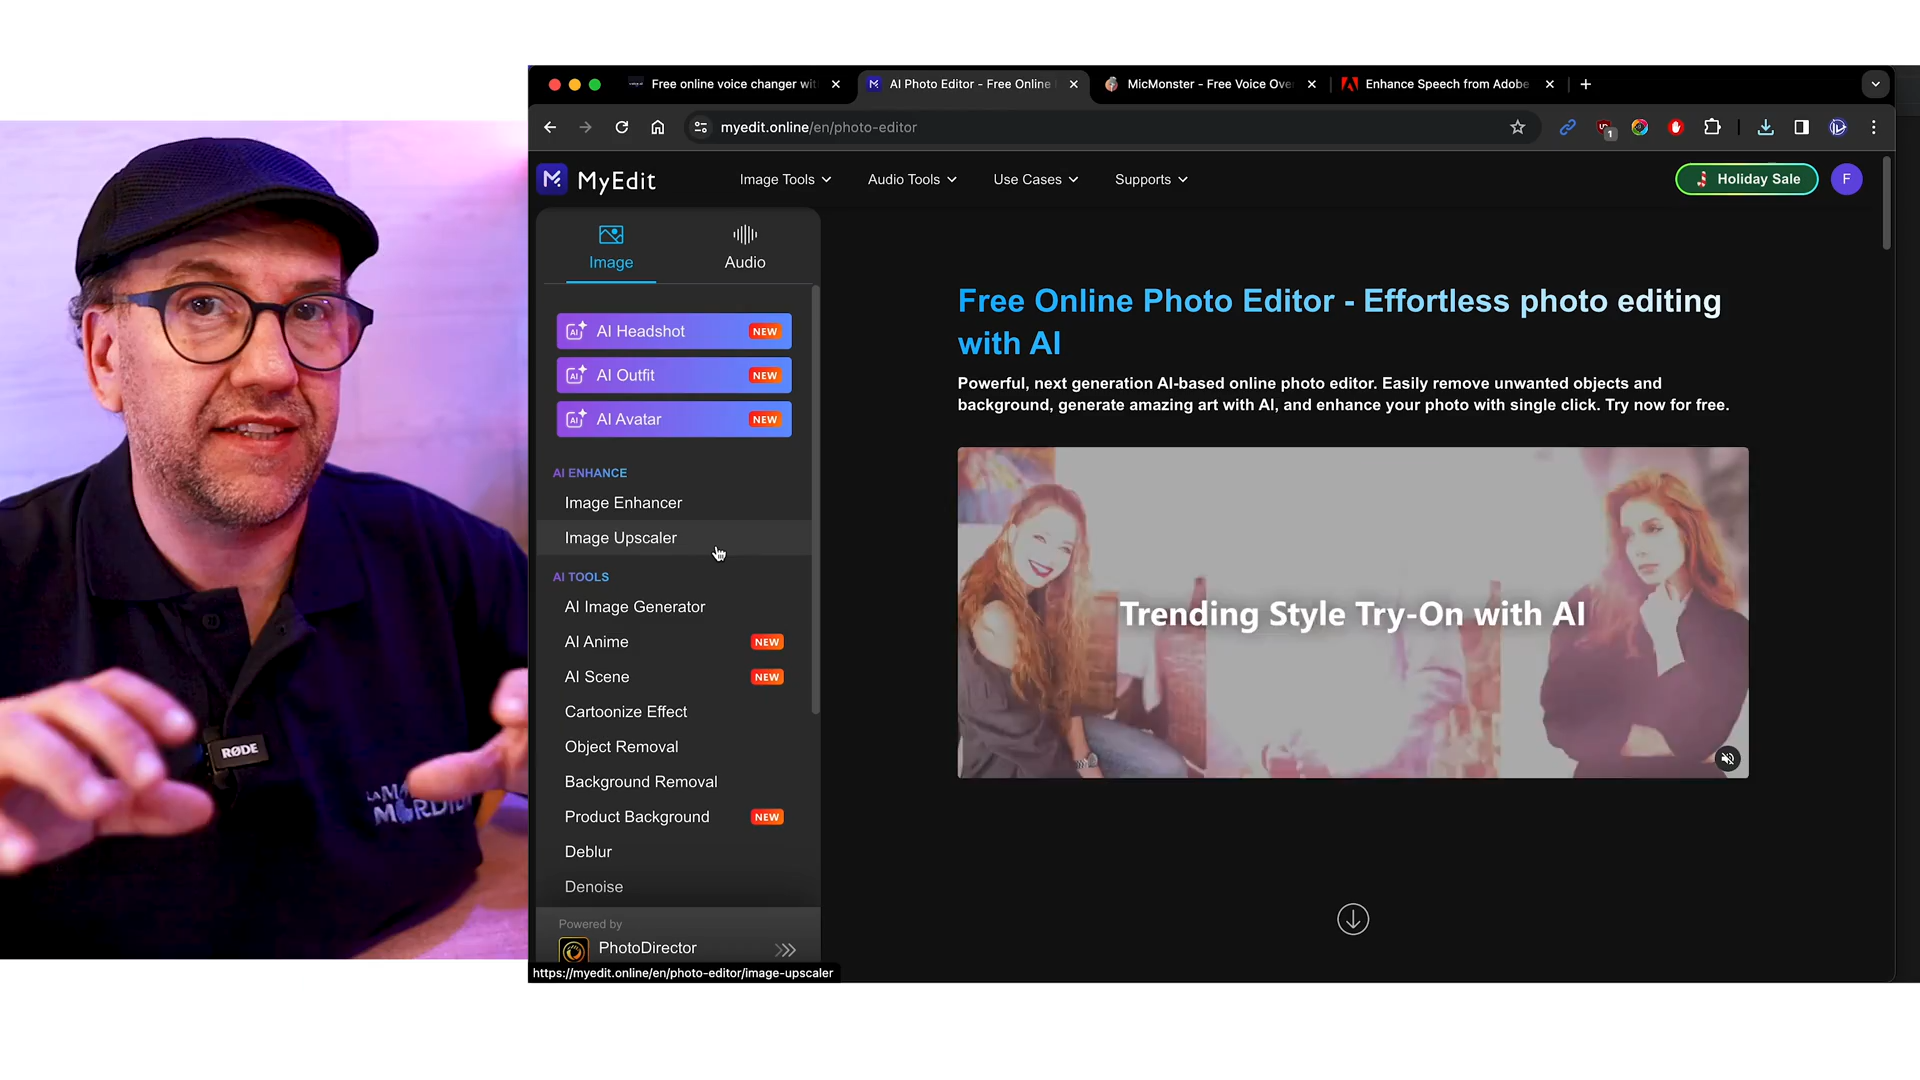 Free online voice changer wit
AI Photo Editor - Free Online
MicMonster - Free Voice Ove
Enhance Speech from Adobe
myedit.online/en/photo-editor
1
MyEdit
Image Tools
Audio Tools
Use Cases
Supports
Holiday Sale
F
Image
Audio
AI Headshot NEW
AI Outfit NEW
AI Avatar NEW
AI ENHANCE
Image Enhancer
Image Upscaler
AI TOOLS
AI Image Generator
AI Anime NEW
AI Scene NEW
Cartoonize Effect
Object Removal
Background Removal
Product Background NEW
Deblur
Denoise
Powered by
PhotoDirector
https://myedit.online/en/photo-editor/image-upscaler
Free Online Photo Editor - Effortless photo editing
with AI
Powerful, next generation AI-based online photo editor. Easily remove unwanted objects and
background, generate amazing art with AI, and enhance your photo with single click. Try now for free.
Trending Style Try-On with AI
RØDE